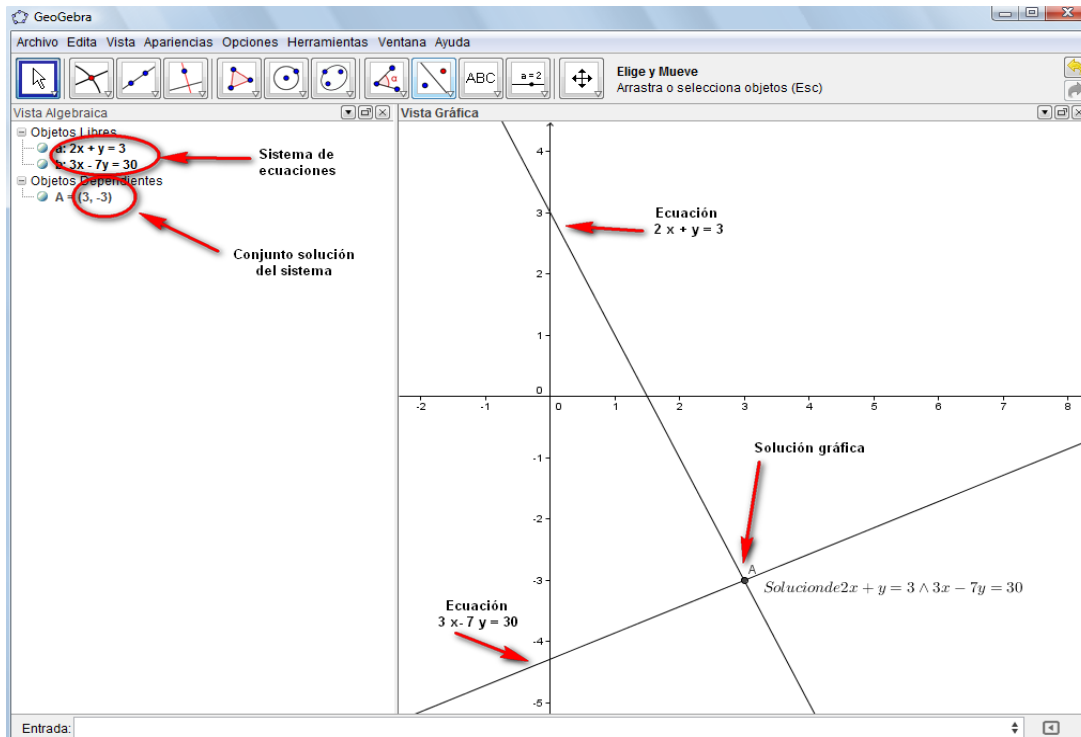 GeoGebra
Archivo Edita Vista Apariencias Opciones Herramientas Ventana Ayuda
ABC
a=2
α
Elige y Mueve
Arrastra o selecciona objetos (Esc)
Vista Algebraica
Objetos Libres
a: 2x + y = 3
b: 3x - 7y = 30
Objetos Dependientes
A = (3, -3)
Sistema de
ecuaciones
Conjunto solución
del sistema
Vista Gráfica
4
3
2
1
0
-2 -1 0 1 2 3 4 5 6 7 8
-1
-2
-3
-4
-5
Ecuación
2 x + y = 3
Solución gráfica
A
Solucionde2x + y = 3 ∧ 3x − 7y = 30
Ecuación
3 x- 7 y = 30
Entrada: